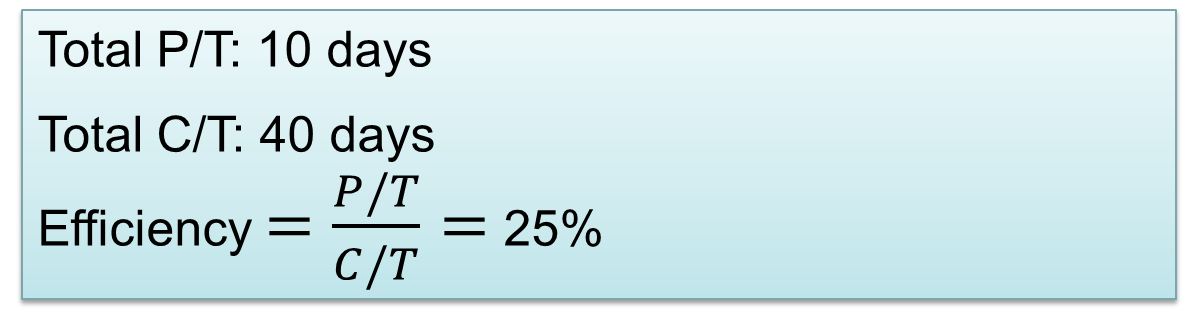 Total P/T: 10 days
Total C/T: 40 days
Efficiency = P/T / C/T = 25%